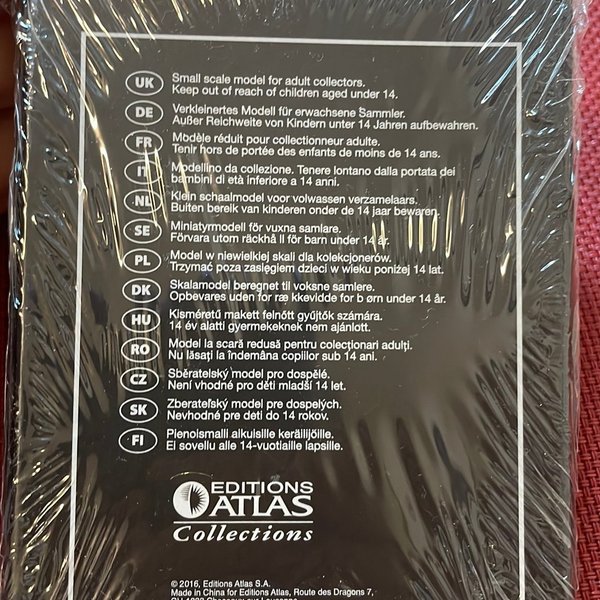 UK Small scale model for adult collectors.
Keep out of reach of children aged under 14.
DE Verkleinertes Modell für erwachsene Sammler.
Außer Reichweite von Kindern unter 14 Jahren aufbewahren.
FR Modèle réduit pour collectionneur adulte.
Tenir hors de portée des enfants de moins de 14 ans.
IT Modellino da collezione. Tenere lontano dalla portata dei
bambini di età inferiore a 14 anni.
NL Klein schaalmodel voor volwassen verzamelaars.
Buiten bereik van kinderen onder de 14 jaar bewaren.
SE Miniatyrmodell för vuxna samlare.
Förvara utom räckhå ll för barn under 14 år.
PL Model w niewielkiej skali dla kolekcjonerów.
Trzymać poza zasięgiem dzieci w wieku poniżej 14 lat.
DK Skalamodel beregnet til voksne samlere.
Opbevares uden for ræ kkevidde for b ørn under 14 år.
HU Kisméretű makett felnőtt gyűjtők számára.
14 év alatti gyermekeknek nem ajánlott.
RO Model la scară redusă pentru colecționari adulți.
Nu lăsați la îndemâna copiilor sub 14 ani.
CZ Sběratelský model pro dospělé.
Není vhodné pro děti mladší 14 let.
SK Zberateľský model pre dospelých.
Nevhodné pre deti do 14 rokov.
FI Pienoismalli aikuisille keräilijöille.
Ei sovellu alle 14-vuotiaille lapsille.
EDITIONS
ATLAS
Collections
© 2016, Editions Atlas S.A.
Made in China for Editions Atlas, Route des Dragons 7,